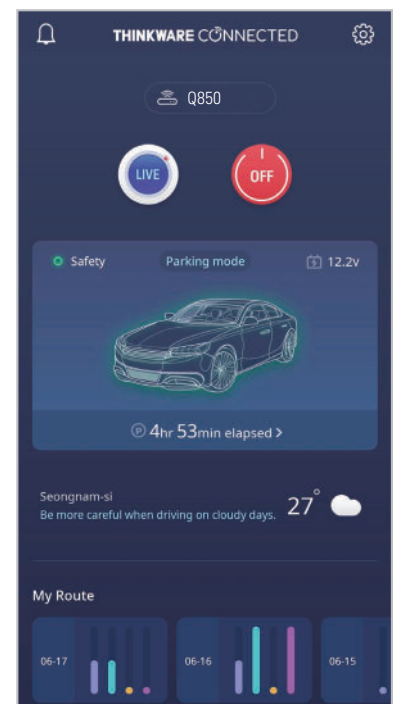 THINKWARE CONNECTED
Q850
LIVE
OFF
Safety
Parking mode
12.2v
P 4hr 53min elapsed >
Seongnam-si
Be more careful when driving on cloudy days.
27°
My Route
06-17
06-16
06-15